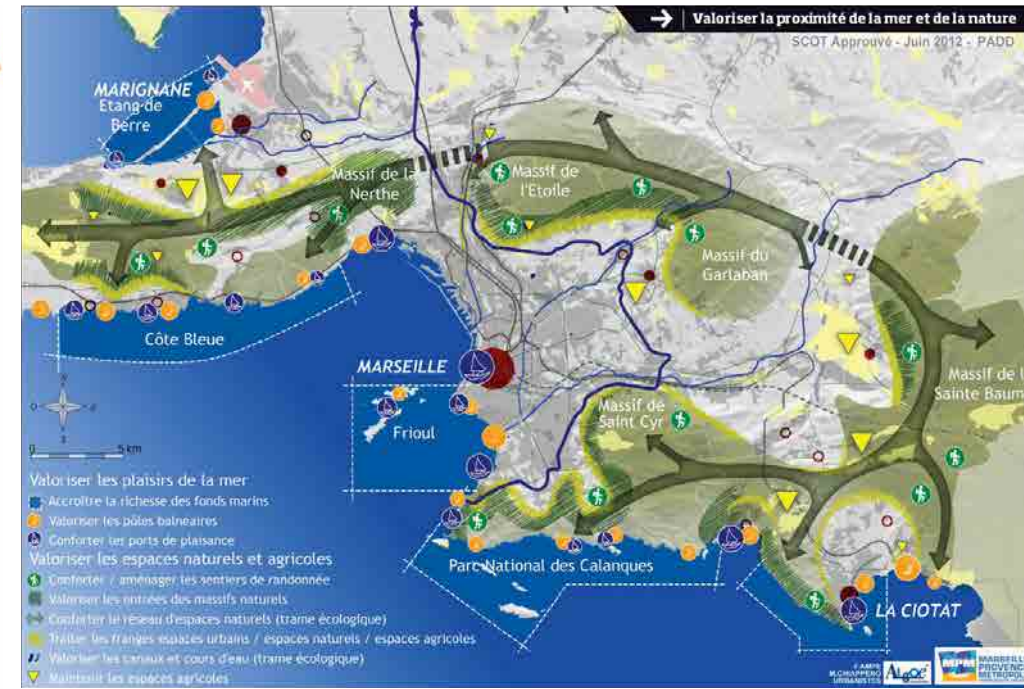 Valoriser la proximité de la mer et de la nature
SCOT Approuvé - Juin 2012 - PADD
MARIGNANE
Etang de
Berre
Massif de la
Nerthe
Massif de
l'Etoile
Massif du
Garlaban
Côte Bleue
MARSEILLE
Frioul
Massif de
Saint Cyr
Massif de l
Sainte Baum
Parc National des Calanques
LA CIOTAT
0 5 km
Valoriser les plaisirs de la mer
Accroître la richesse des fonds marins
Valoriser les pôles balnéaires
Conforter les ports de plaisance
Valoriser les espaces naturels et agricoles
Conforter / aménager les sentiers de randonnée
Valoriser les entrées des massifs naturels
Conforter le réseau d'espaces naturels (trame écologique)
Traiter les franges espaces urbains / espaces naturels / espaces agricoles
Valoriser les canaux et cours d'eau (trame écologique)
Maintenir les espaces agricoles
MPM
MARSEILLE
PROVENCE
METROPOLE